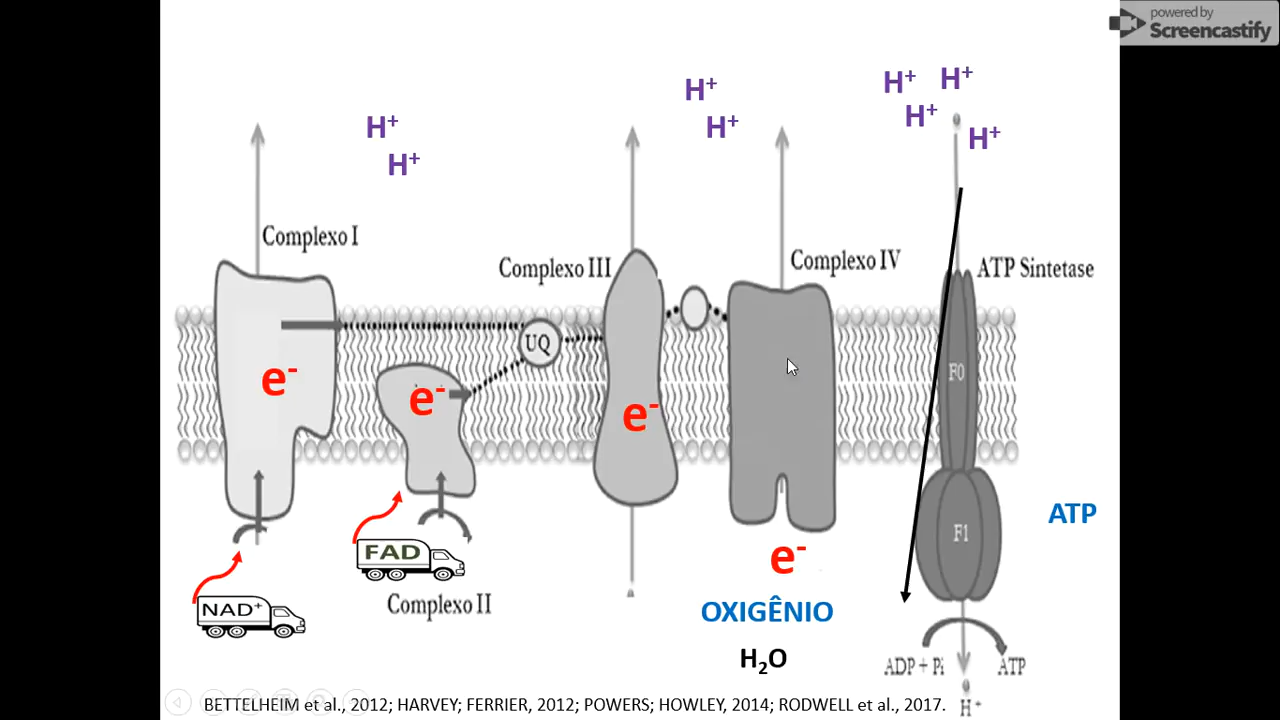 powered by
Screencastify
H+
H+
H+
H+
H+
H+
H+
H+
Complexo I
Complexo III
Complexo IV
ATP Sintetase
UQ
e-
e-
e-
F0
F1
ATP
FAD
e-
NAD+
Complexo II
OXIGÊNIO
H2O
ADP + Pi
ATP
BETTELHEIM et al., 2012; HARVEY; FERRIER, 2012; POWERS; HOWLEY, 2014; RODWELL et al., 2017.
H+